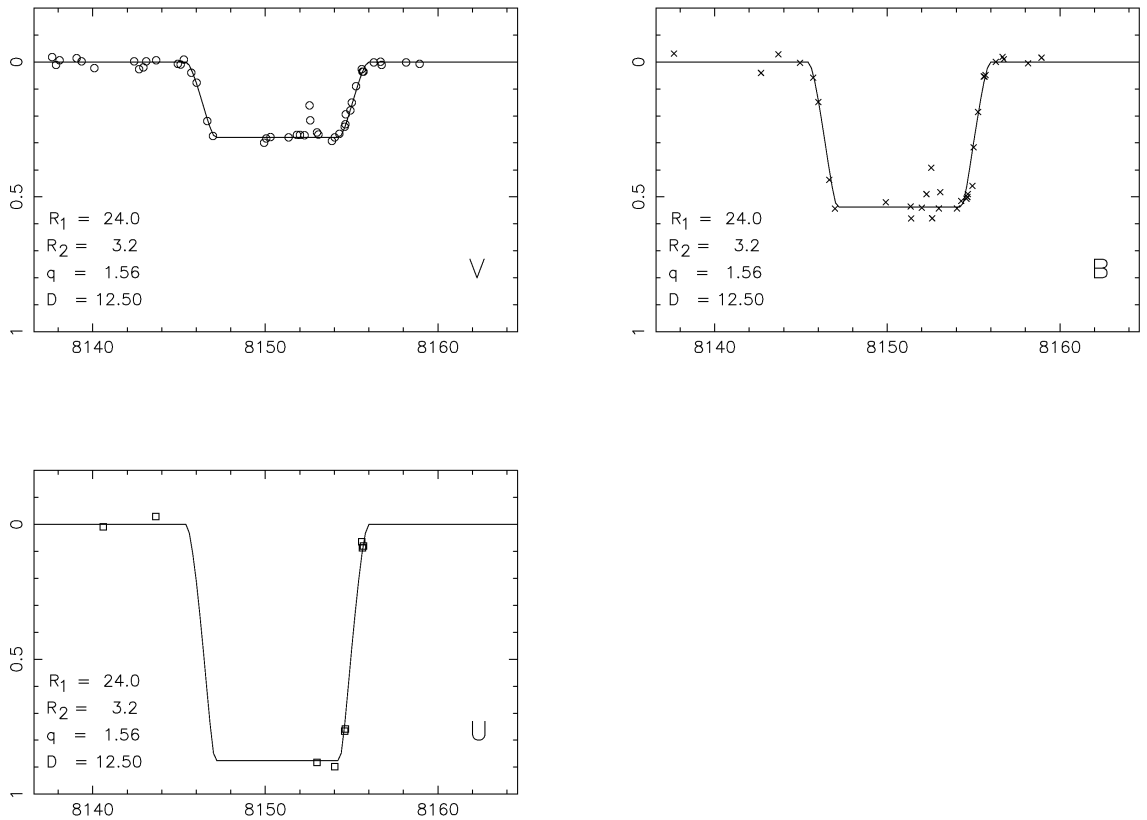 0
0.5
1
R1 = 24.0
R2 = 3.2
q = 1.56
D = 12.50
V
8140 8150 8160
0
0.5
1
R1 = 24.0
R2 = 3.2
q = 1.56
D = 12.50
B
8140 8150 8160
0
0.5
1
R1 = 24.0
R2 = 3.2
q = 1.56
D = 12.50
U
8140 8150 8160